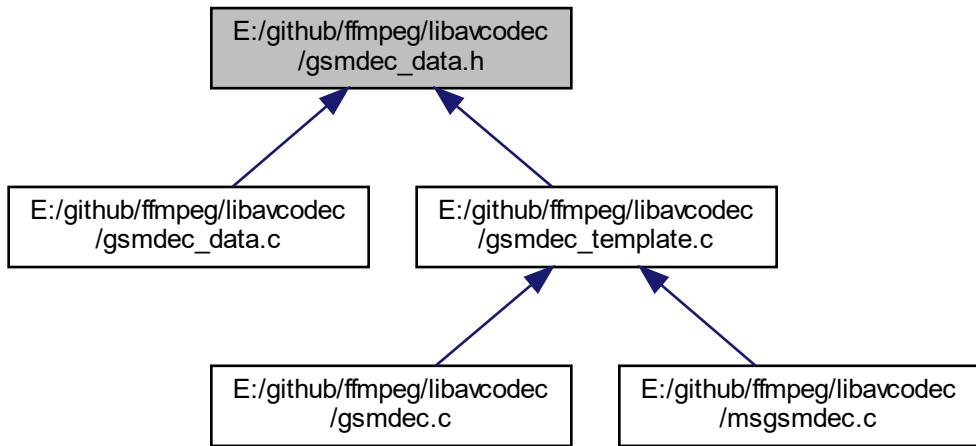 E:/github/ffmpeg/libavcodec
/gsmdec_data.h
E:/github/ffmpeg/libavcodec
/gsmdec_data.c
E:/github/ffmpeg/libavcodec
/gsmdec_template.c
E:/github/ffmpeg/libavcodec
/gsmdec.c
E:/github/ffmpeg/libavcodec
/msgsmdec.c